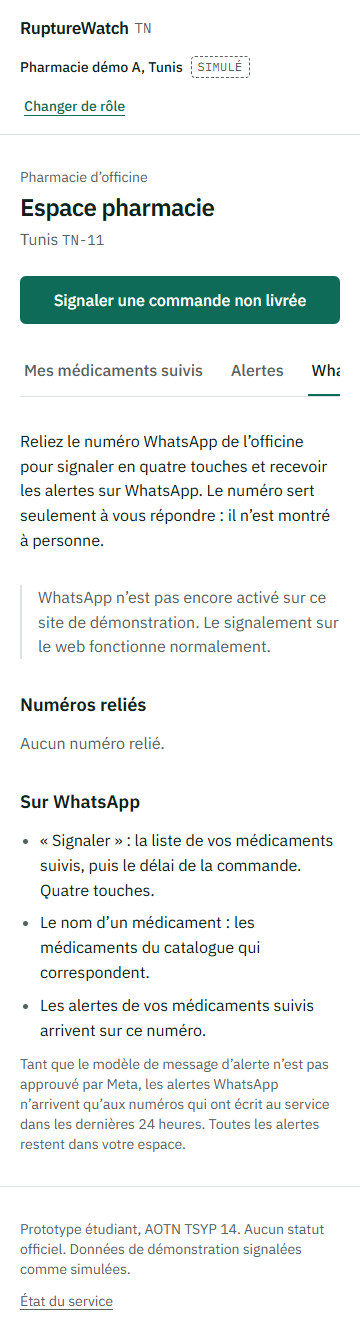 RuptureWatch TN
Pharmacie démo A, Tunis SIMULÉ
Changer de rôle
Pharmacie d’officine
Espace pharmacie
Tunis TN-11
Signaler une commande non livrée
Mes médicaments suivis Alertes Wha
Reliez le numéro WhatsApp de l’officine
pour signaler en quatre touches et recevoir
les alertes sur WhatsApp. Le numéro sert
seulement à vous répondre : il n’est montré
à personne.
WhatsApp n’est pas encore activé sur ce
site de démonstration. Le signalement sur
le web fonctionne normalement.
Numéros reliés
Aucun numéro relié.
Sur WhatsApp
• « Signaler » : la liste de vos médicaments
suivis, puis le délai de la commande.
Quatre touches.
• Le nom d’un médicament : les
médicaments du catalogue qui
correspondent.
• Les alertes de vos médicaments suivis
arrivent sur ce numéro.
Tant que le modèle de message d’alerte n’est pas
approuvé par Meta, les alertes WhatsApp
n’arrivent qu’aux numéros qui ont écrit au service
dans les dernières 24 heures. Toutes les alertes
restent dans votre espace.
Prototype étudiant, AOTN TSYP 14. Aucun statut
officiel. Données de démonstration signalées
comme simulées.
État du service